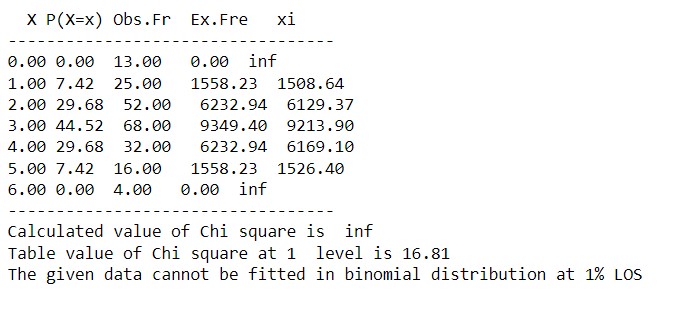 X P(X=x) Obs.Fr Ex.Fre xi
----------------------------------
0.00 0.00 13.00 0.00 inf
1.00 7.42 25.00 1558.23 1508.64
2.00 29.68 52.00 6232.94 6129.37
3.00 44.52 68.00 9349.40 9213.90
4.00 29.68 32.00 6232.94 6169.10
5.00 7.42 16.00 1558.23 1526.40
6.00 0.00 4.00 0.00 inf
----------------------------------
Calculated value of Chi square is inf
Table value of Chi square at 1 level is 16.81
The given data cannot be fitted in binomial distribution at 1% LOS